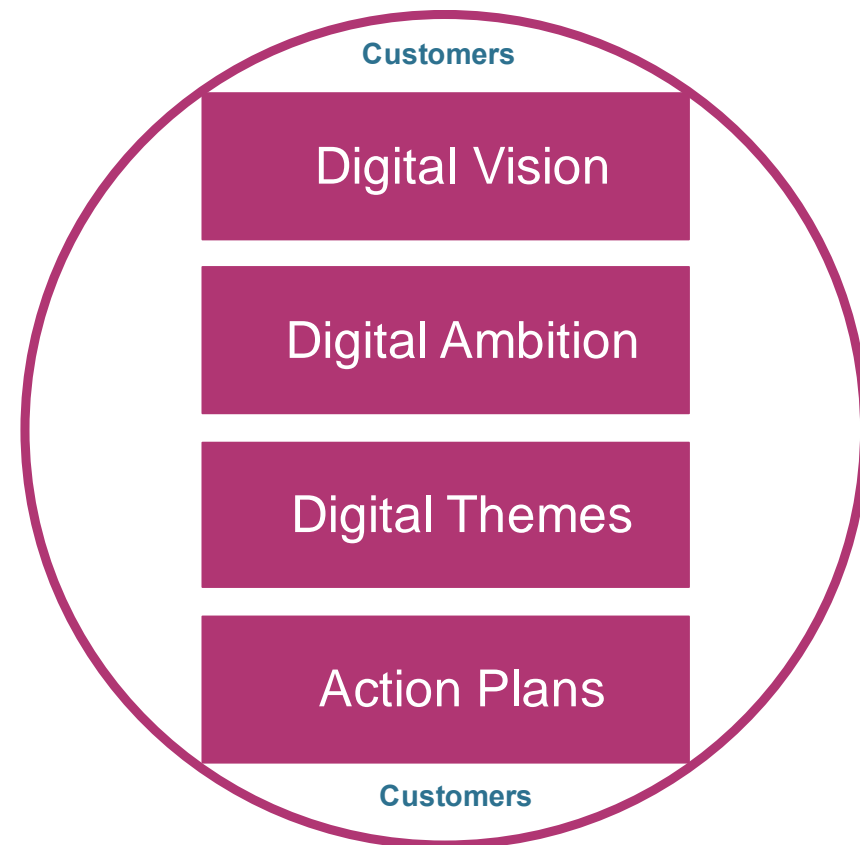 Customers
Digital Vision
Digital Ambition
Digital Themes
Action Plans
Customers